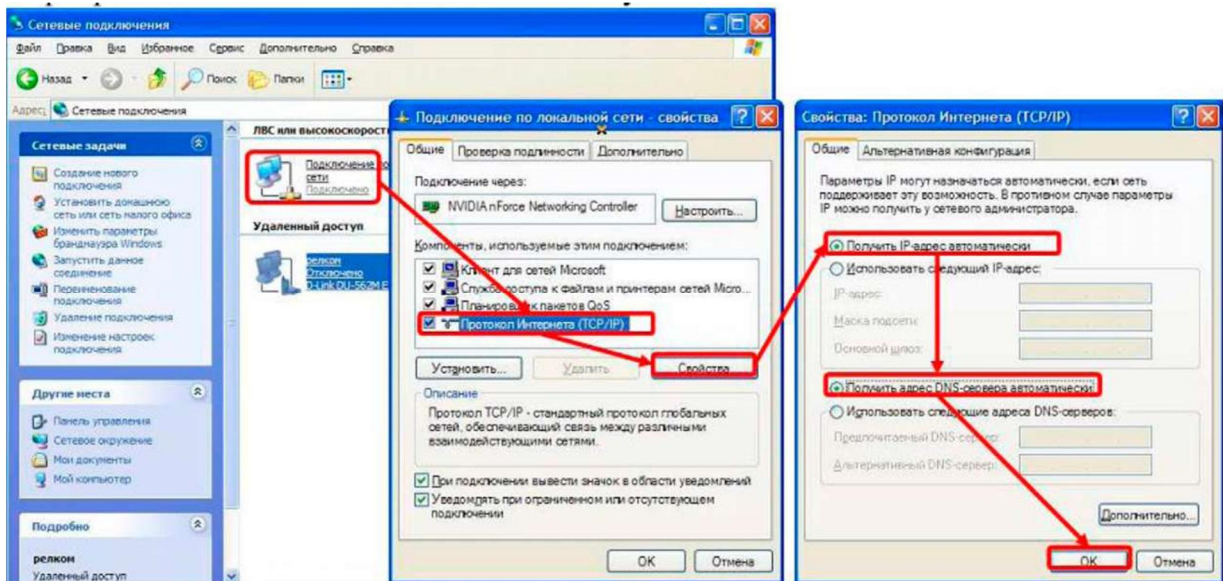 Сетевые подключения
Файл Правка Вид Избранное Сервис Дополнительно Справка
Назад Поиск Папки
Адрес: Сетевые подключения
Сетевые задачи
Создание нового
подключения
Установить домашнюю
сеть или сеть малого офиса
Изменить параметры
брандмауэра Windows
Запустить данное
соединение
Переименование
подключения
Удаление подключения
Изменение настроек
подключения
Другие места
Панель управления
Сетевое окружение
Мои документы
Мой компьютер
Подробно
релком
Удаленный доступ
ЛВС или высокоскорост
Подключение по
сети
Подключено
Удаленный доступ
релком
Отключено
D-Link DU-562M E
Подключение по локальной сети - свойства
Общие Проверка подлинности Дополнительно
Подключение через:
NVIDIA nForce Networking Controller Настроить...
Компоненты, используемые этим подключением:
Клиент для сетей Microsoft
Служба доступа к файлам и принтерам сетей Micro...
Планировщик пакетов QoS
Протокол Интернета (TCP/IP)
Установить... Удалить Свойства
Описание
Протокол TCP/IP - стандартный протокол глобальных
сетей, обеспечивающий связь между различными
взаимодействующими сетями.
При подключении вывести значок в области уведомлений
Уведомлять при ограниченном или отсутствующем
подключении
OK Отмена
Свойства: Протокол Интернета (TCP/IP)
Общие Альтернативная конфигурация
Параметры IP могут назначаться автоматически, если сеть
поддерживает эту возможность. В противном случае параметры
IP можно получить у сетевого администратора.
Получить IP-адрес автоматически
Использовать следующий IP-адрес:
IP-адрес:
Маска подсети:
Основной шлюз:
Получить адрес DNS-сервера автоматически
Использовать следующие адреса DNS-серверов:
Предпочитаемый DNS-сервер:
Альтернативный DNS-сервер:
Дополнительно...
OK Отмена